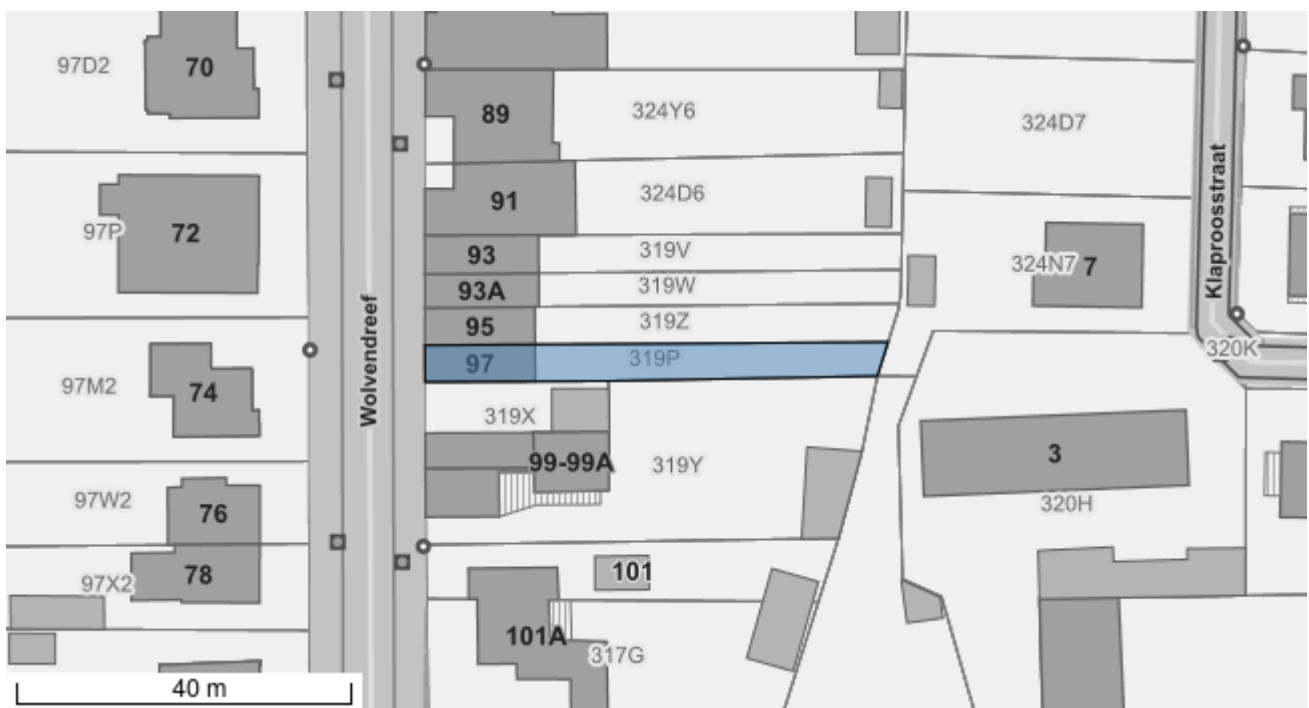 97D2
70
89
324Y6
324D7
Klaproosstraat
91
324D6
97P
72
93
319V
324N7
7
93A
319W
95
319Z
320K
97
319P
97M2
74
Wolvendreef
319X
99-99A
319Y
3
320H
97W2
76
97X2
78
101
101A
317G
40 m